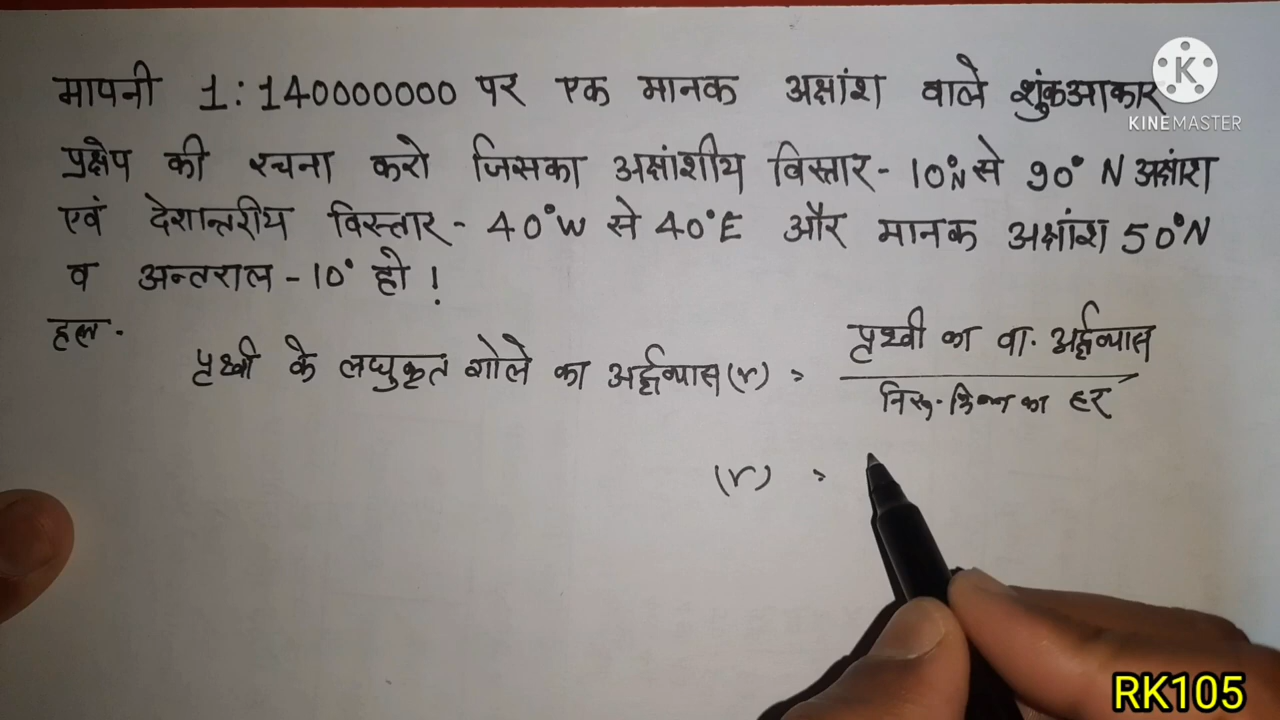 मापनी 1:140000000 पर एक मानक अक्षांश वाले शुंकआकार
K
KINEMASTER
प्रक्षेप की रचना करो जिसका अक्षांशीय विस्तार - 10°N से 90° N अक्षांश
एवं देशान्तरीय विस्तार - 40°W से 40°E और मानक अक्षांश 50°N
व अन्तराल - 10° हो !
हल.
पृथ्वी के लघुकृत गोले का अर्द्धव्यास (r) = पृथ्वी का वा. अर्द्धव्यास
निरू. भिन्न का हर
(r) =
RK105